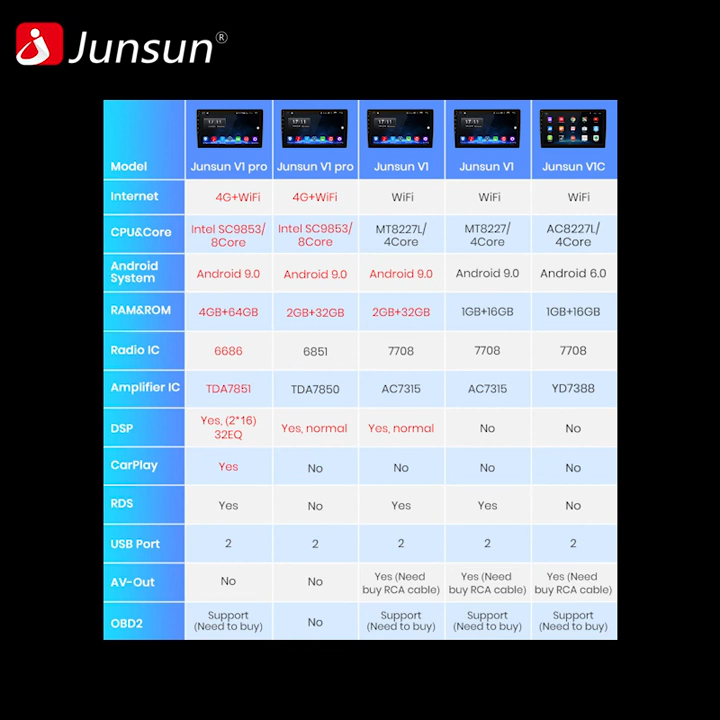 Junsun®
Model Junsun V1 pro Junsun V1 pro Junsun V1 Junsun V1 Junsun V1C
Internet 4G+WiFi 4G+WiFi WiFi WiFi WiFi
CPU&Core Intel SC9853/ Intel SC9853/ MT8227L/ MT8227/ AC8227L/
8Core 8Core 4Core 4Core 4Core
Android
System Android 9.0 Android 9.0 Android 9.0 Android 9.0 Android 6.0
RAM&ROM 4GB+64GB 2GB+32GB 2GB+32GB 1GB+16GB 1GB+16GB
Radio IC 6686 6851 7708 7708 7708
Amplifier IC TDA7851 TDA7850 AC7315 AC7315 YD7388
DSP Yes, (2*16) Yes, normal Yes, normal No No
32EQ
CarPlay Yes No No No No
RDS Yes No Yes Yes No
USB Port 2 2 2 2 2
AV-Out No No Yes (Need Yes (Need Yes (Need
buy RCA cable) buy RCA cable) buy RCA cable)
OBD2 Support No Support Support Support
(Need to buy) (Need to buy) (Need to buy) (Need to buy)